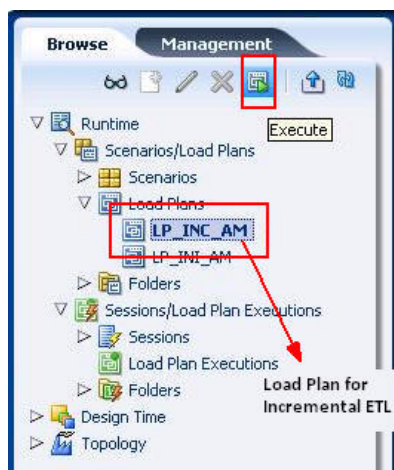 Browse Management
Execute
Runtime
Scenarios/Load Plans
Scenarios
Load Plans
LP_INC_AM
LP_INI_AM
Folders
Sessions/Load Plan Executions
Sessions
Load Plan Executions
Folders
Load Plan for
Incremental ETL
Design Time
Topology